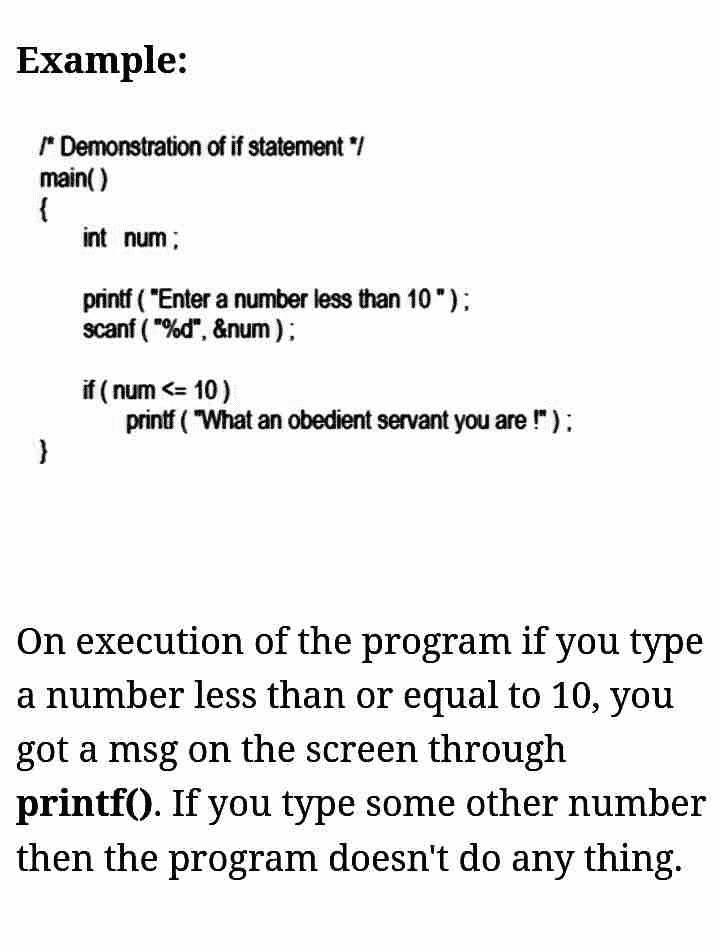 Example:
/* Demonstration of if statement */
main( )
{
int num ;
printf ( "Enter a number less than 10 " ) ;
scanf ( "%d", &num ) ;
if ( num <= 10 )
printf ( "What an obedient servant you are !" ) ;
}
On execution of the program if you type
a number less than or equal to 10, you
got a msg on the screen through
printf(). If you type some other number
then the program doesn't do any thing.